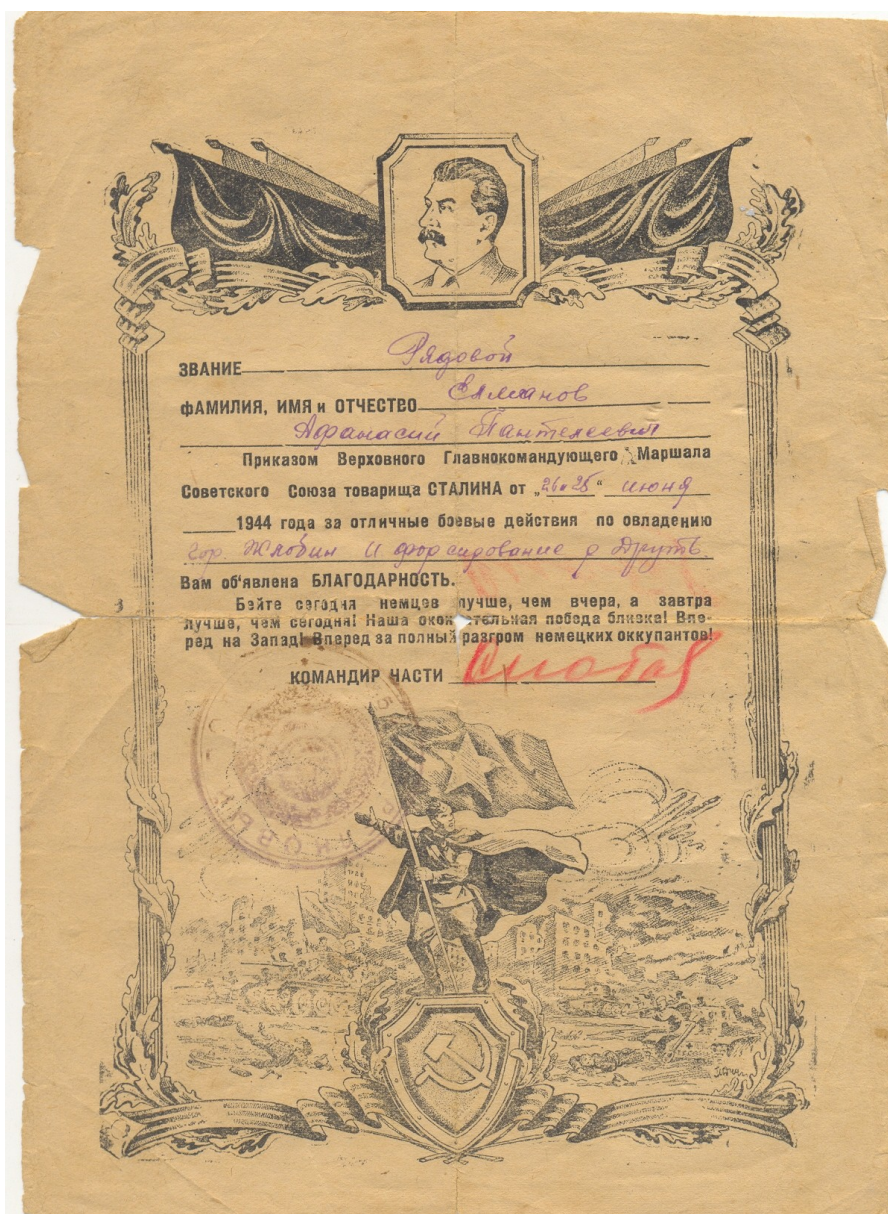 ЗВАНИЕ Рядовой
ФАМИЛИЯ, ИМЯ и ОТЧЕСТВО Елманов
Афанасий Пантелеевич
Приказом Верховного Главнокомандующего Маршала
Советского Союза товарища СТАЛИНА от „26 и 25“ июня
1944 года за отличные боевые действия по овладению
гор. Жлобин и форсирование р Друть.
Вам об'явлена БЛАГОДАРНОСТЬ.
Бейте сегодня немцев лучше, чем вчера, а завтра
лучше, чем сегодня! Наша окончательная победа близка! Впе-
ред на Запад! Вперед за полный разгром немецких оккупантов!
КОМАНДИР ЧАСТИ